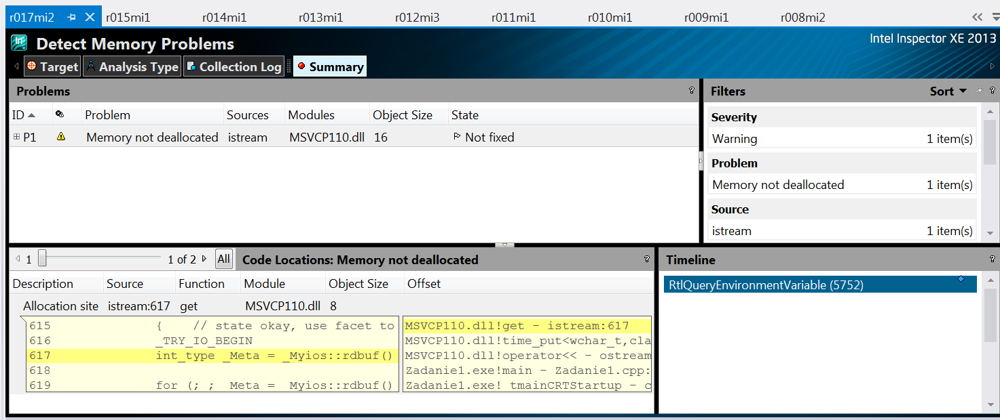 r017mi2 r015mi1 r014mi1 r013mi1 r012mi3 r011mi1 r010mi1 r009mi1 r008mi2
Detect Memory Problems
Intel Inspector XE 2013
Target Analysis Type Collection Log Summary
Problems ?
ID Problem Sources Modules Object Size State
P1 Memory not deallocated istream MSVCP110.dll 16 Not fixed
Filters Sort ?
Severity
Warning 1 item(s)
Problem
Memory not deallocated 1 item(s)
Source
istream 1 item(s)
1 1 of 2 All Code Locations: Memory not deallocated ?
Description Source Function Module Object Size Offset
Allocation site istream:617 get MSVCP110.dll 8
615 { // state okay, use facet to
616 _TRY_IO_BEGIN
617 int_type _Meta = _Myios::rdbuf()
618
619 for (; ; _Meta = _Myios::rdbuf()
MSVCP110.dll!get - istream:617
MSVCP110.dll!time_put<wchar_t,cla
MSVCP110.dll!operator<< - ostream
Zadanie1.exe!main - Zadanie1.cpp:
Zadanie1.exe!_tmainCRTStartup - c
Timeline ?
RtlQueryEnvironmentVariable (5752)